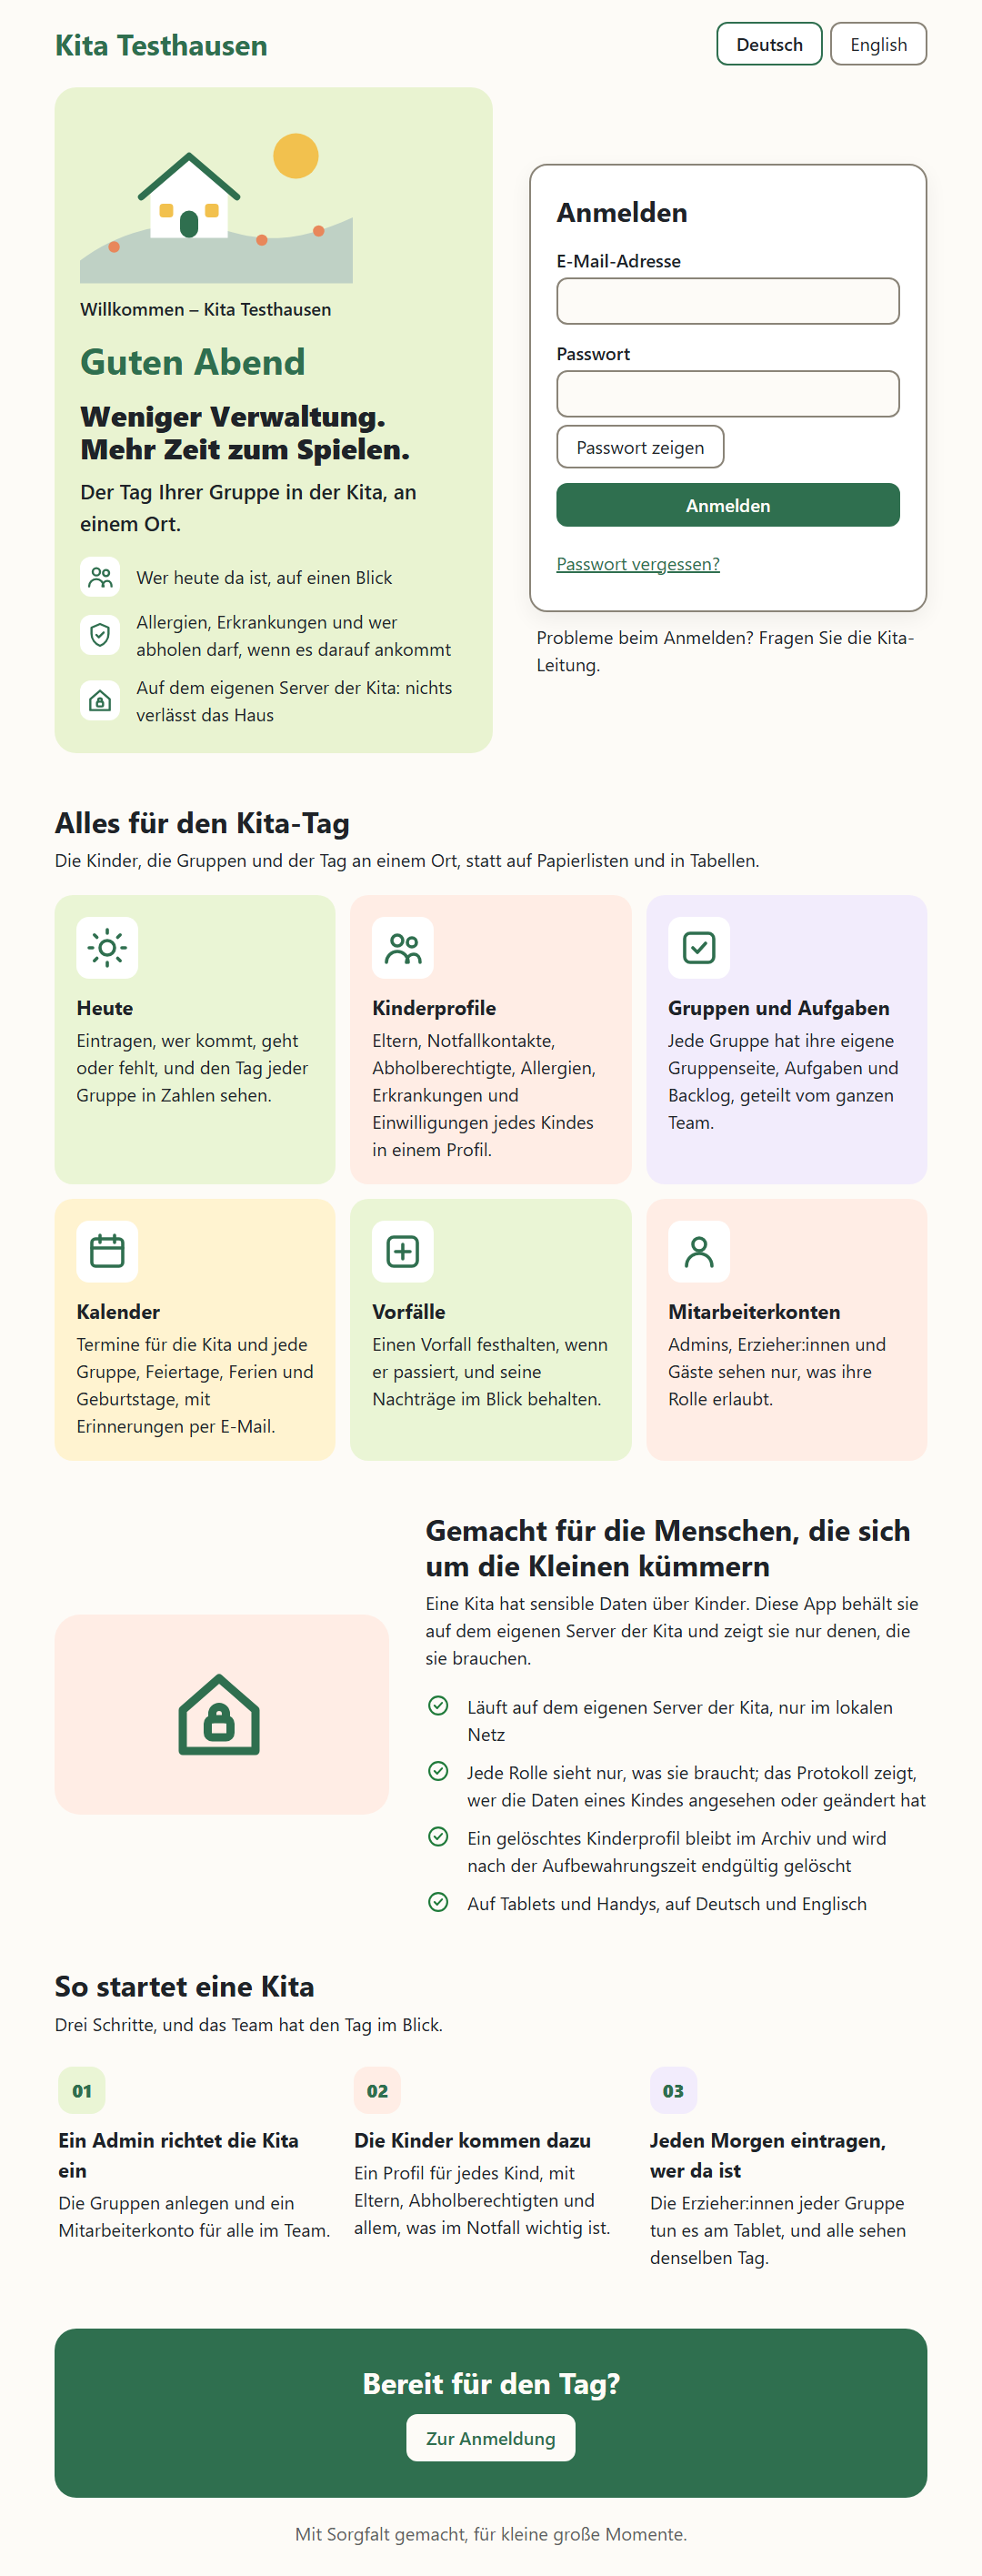 Kita Testhausen
Deutsch
English
Willkommen – Kita Testhausen
Guten Abend
Weniger Verwaltung.
Mehr Zeit zum Spielen.
Der Tag Ihrer Gruppe in der Kita, an
einem Ort.
Wer heute da ist, auf einen Blick
Allergien, Erkrankungen und wer
abholen darf, wenn es darauf ankommt
Auf dem eigenen Server der Kita: nichts
verlässt das Haus
Anmelden
E-Mail-Adresse
Passwort
Passwort zeigen
Anmelden
Passwort vergessen?
Probleme beim Anmelden? Fragen Sie die Kita-
Leitung.
Alles für den Kita-Tag
Die Kinder, die Gruppen und der Tag an einem Ort, statt auf Papierlisten und in Tabellen.
Heute
Eintragen, wer kommt, geht
oder fehlt, und den Tag jeder
Gruppe in Zahlen sehen.
Kinderprofile
Eltern, Notfallkontakte,
Abholberechtigte, Allergien,
Erkrankungen und
Einwilligungen jedes Kindes
in einem Profil.
Gruppen und Aufgaben
Jede Gruppe hat ihre eigene
Gruppenseite, Aufgaben und
Backlog, geteilt vom ganzen
Team.
Kalender
Termine für die Kita und jede
Gruppe, Feiertage, Ferien und
Geburtstage, mit
Erinnerungen per E-Mail.
Vorfälle
Einen Vorfall festhalten, wenn
er passiert, und seine
Nachträge im Blick behalten.
Mitarbeiterkonten
Admins, Erzieher:innen und
Gäste sehen nur, was ihre
Rolle erlaubt.
Gemacht für die Menschen, die sich
um die Kleinen kümmern
Eine Kita hat sensible Daten über Kinder. Diese App behält sie
auf dem eigenen Server der Kita und zeigt sie nur denen, die
sie brauchen.
Läuft auf dem eigenen Server der Kita, nur im lokalen
Netz
Jede Rolle sieht nur, was sie braucht; das Protokoll zeigt,
wer die Daten eines Kindes angesehen oder geändert hat
Ein gelöschtes Kinderprofil bleibt im Archiv und wird
nach der Aufbewahrungszeit endgültig gelöscht
Auf Tablets und Handys, auf Deutsch und Englisch
So startet eine Kita
Drei Schritte, und das Team hat den Tag im Blick.
01
Ein Admin richtet die Kita
ein
Die Gruppen anlegen und ein
Mitarbeiterkonto für alle im Team.
02
Die Kinder kommen dazu
Ein Profil für jedes Kind, mit
Eltern, Abholberechtigten und
allem, was im Notfall wichtig ist.
03
Jeden Morgen eintragen,
wer da ist
Die Erzieher:innen jeder Gruppe
tun es am Tablet, und alle sehen
denselben Tag.
Bereit für den Tag?
Zur Anmeldung
Mit Sorgfalt gemacht, für kleine große Momente.